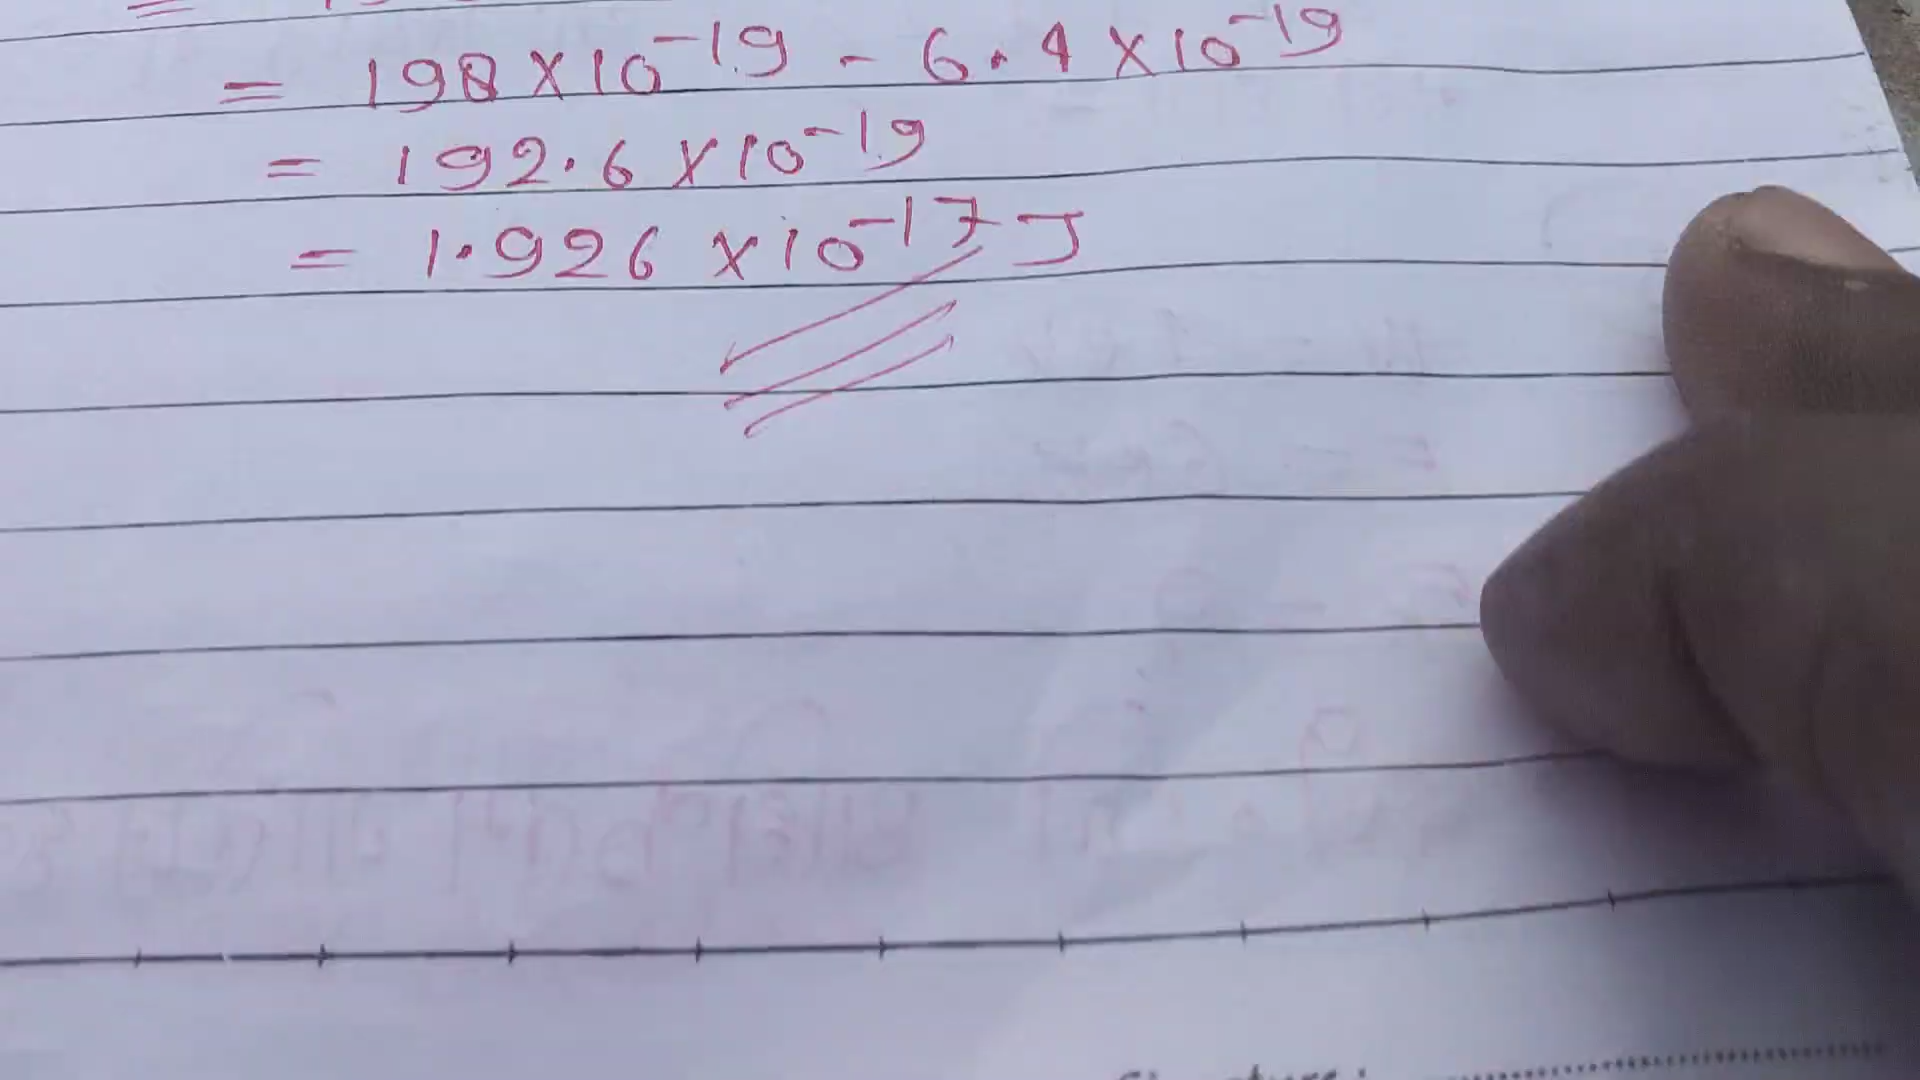 = 198 × 10⁻¹⁹ - 6.4 × 10⁻¹⁹
= 192.6 × 10⁻¹⁹
= 1.926 × 10⁻¹⁷ J